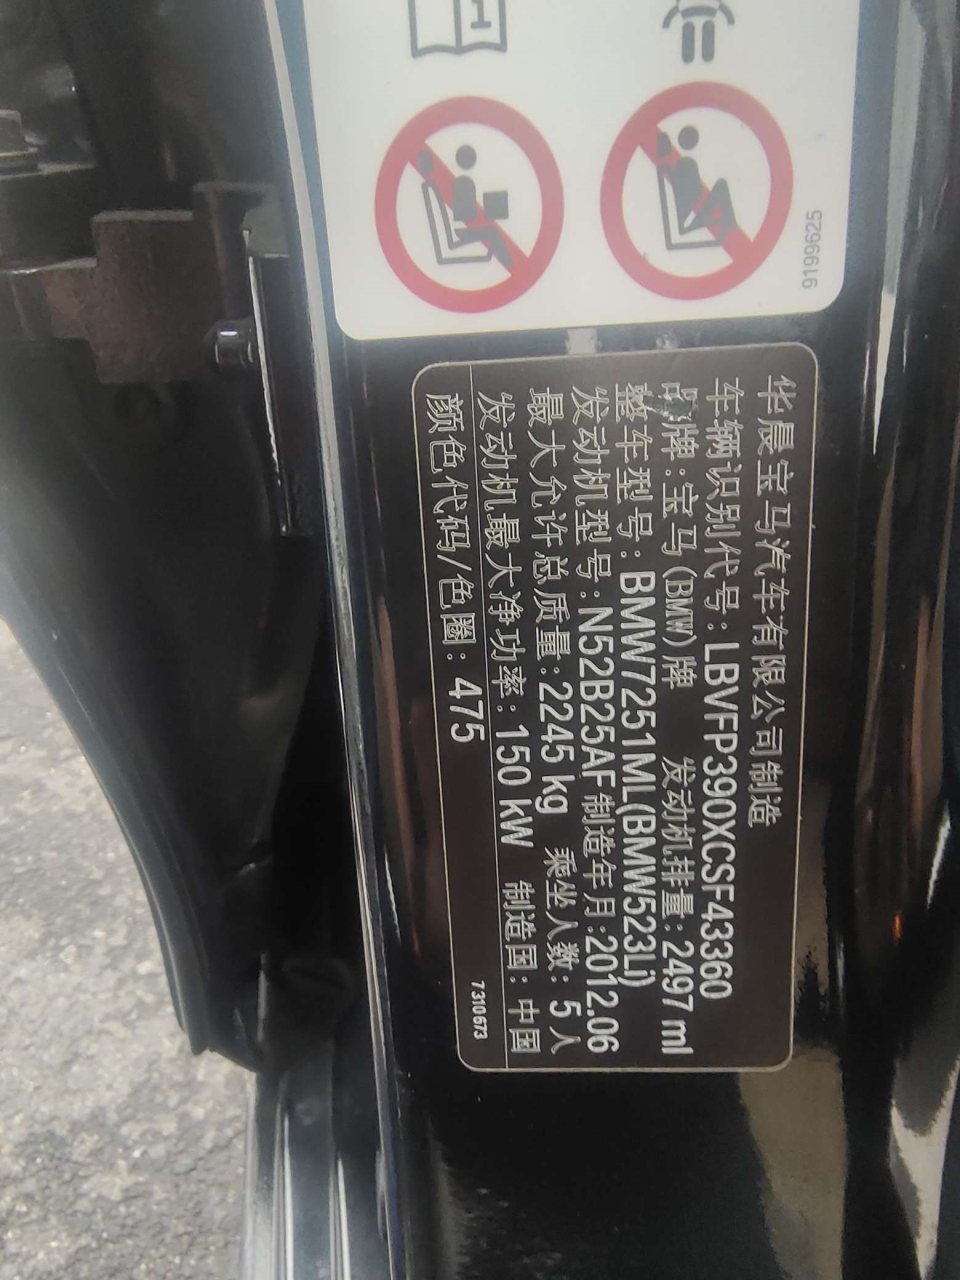 9199625
华晨宝马汽车有限公司制造
车辆识别代号：LBVFP390XCSF43360
品牌：宝马(BMW)牌 发动机排量：2497 ml
整车型号：BMW7251ML(BMW523Li)
发动机型号：N52B25AF 制造年月：2012.06
最大允许总质量：2245 kg 乘坐人数：5人
发动机最大净功率：150 kW 制造国：中国
颜色代码/色圈：475
7310673